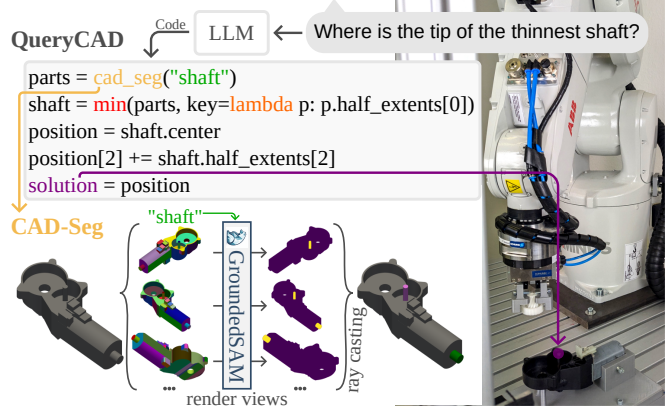 QueryCAD
Code
LLM
Where is the tip of the thinnest shaft?
parts = cad_seg("shaft")
shaft = min(parts, key=lambda p: p.half_extents[0])
position = shaft.center
position[2] += shaft.half_extents[2]
solution = position
CAD-Seg
"shaft"
GroundedSAM
ray casting
...
...
render views
ABB